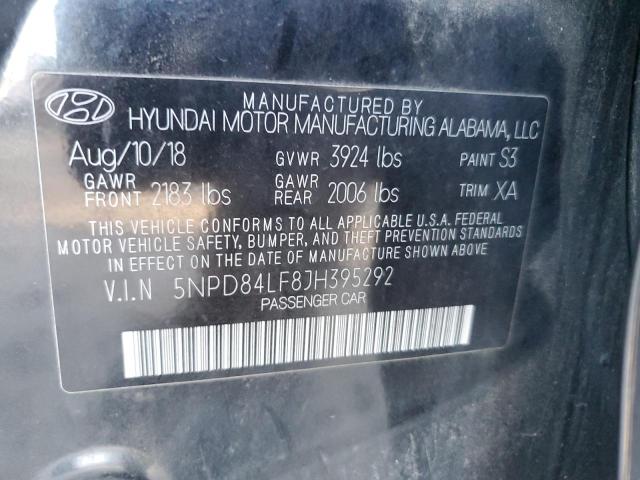 MANUFACTURED BY
HYUNDAI MOTOR MANUFACTURING ALABAMA, LLC
Aug/10/18 GVWR 3924 lbs PAINT S3
GAWR FRONT 2183 lbs GAWR REAR 2006 lbs TRIM XA
THIS VEHICLE CONFORMS TO ALL APPLICABLE U.S.A. FEDERAL
MOTOR VEHICLE SAFETY, BUMPER, AND THEFT PREVENTION STANDARDS
IN EFFECT ON THE DATE OF MANUFACTURE SHOWN ABOVE.
V.I.N 5NPD84LF8JH395292
PASSENGER CAR